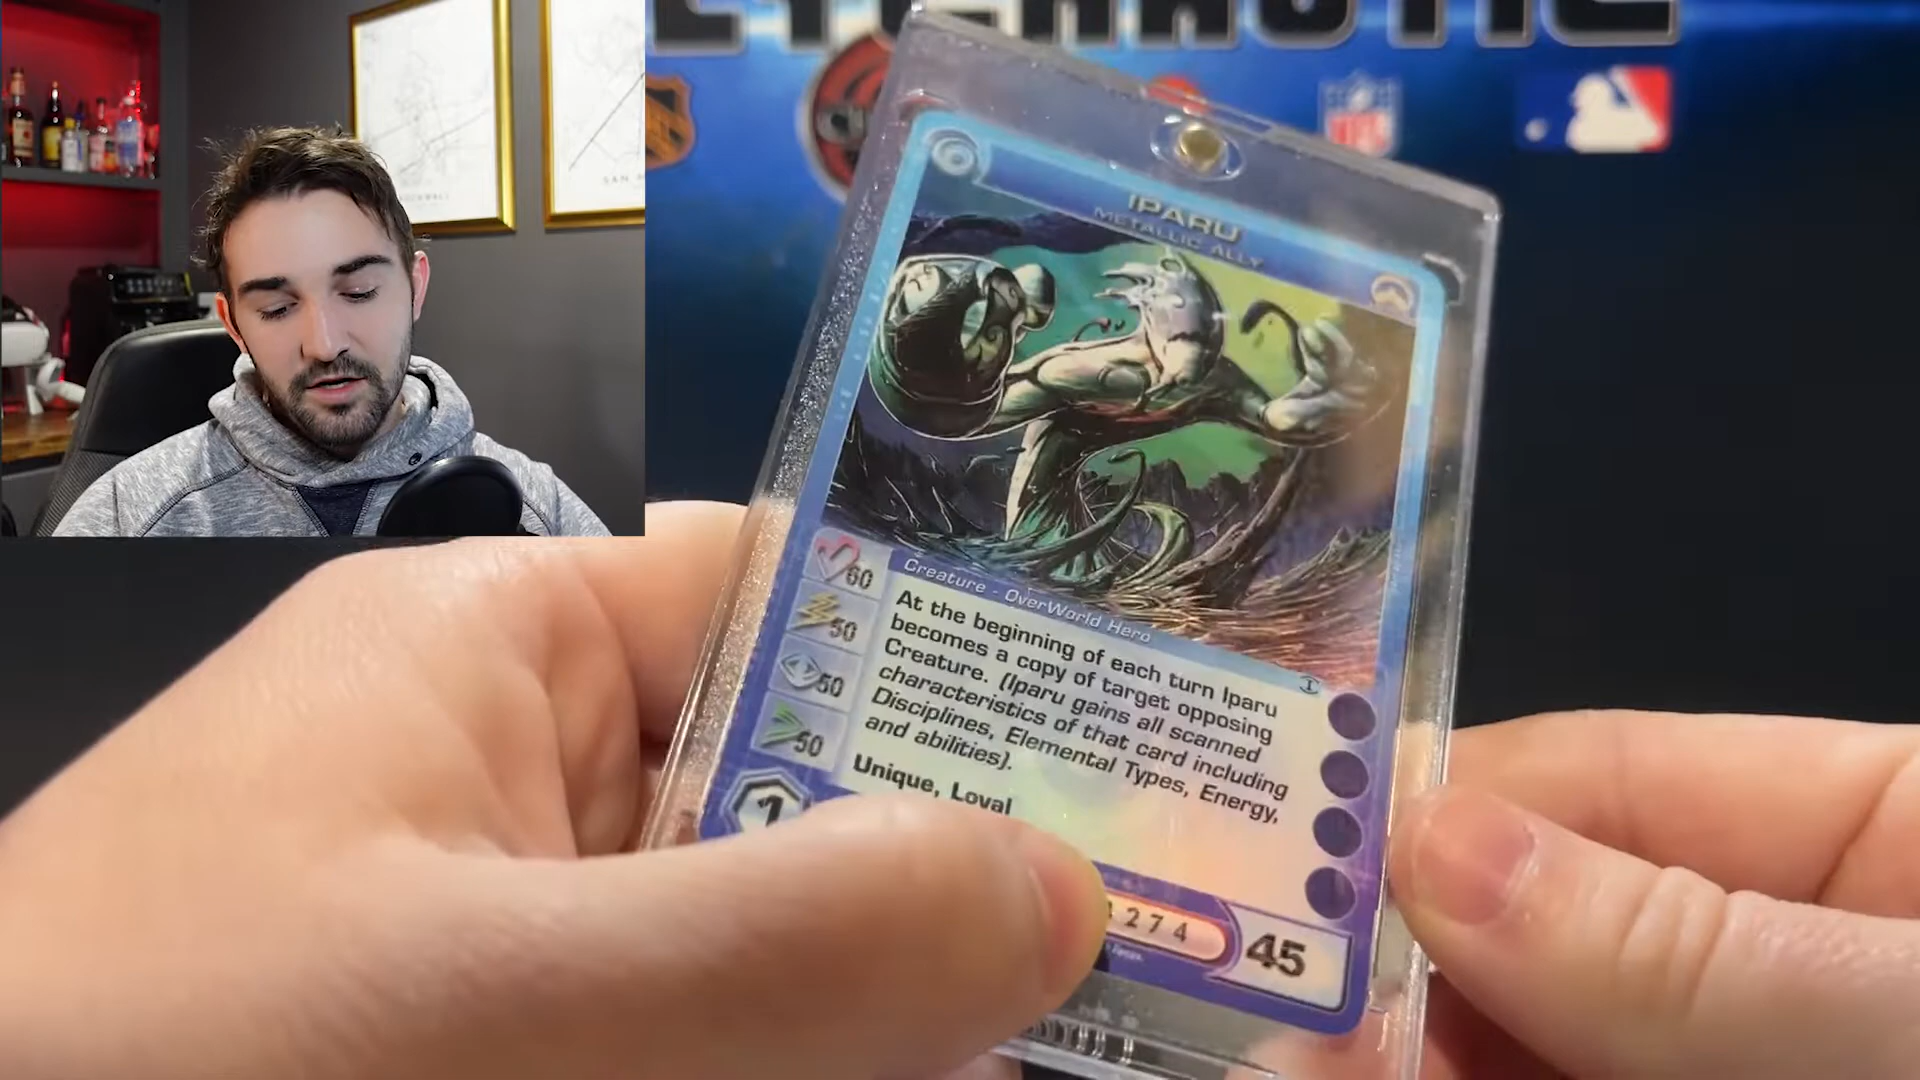 IPARU
METALLIC ALLY
60
50
50
50
Creature - OverWorld Hero
At the beginning of each turn Iparu
becomes a copy of target opposing
Creature. (Iparu gains all scanned
characteristics of that card including
Disciplines, Elemental Types, Energy,
and abilities).
Unique, Loyal
1
274
45
NFL